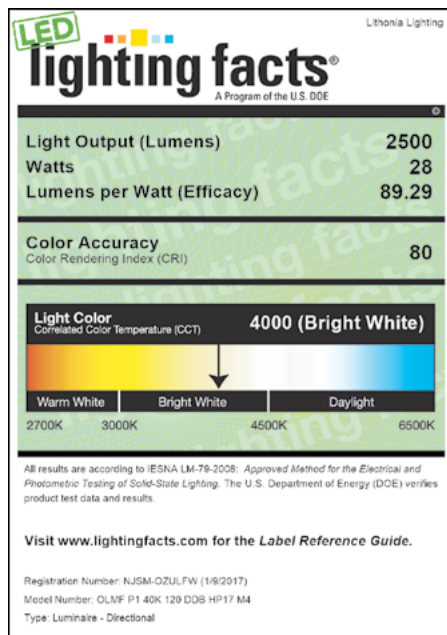 LED
Lithonia Lighting
lighting facts®
A Program of the U.S. DOE
Light Output (Lumens) 2500
Watts 28
Lumens per Watt (Efficacy) 89.29
Color Accuracy
Color Rendering Index (CRI) 80
Light Color
Correlated Color Temperature (CCT) 4000 (Bright White)
Warm White Bright White Daylight
2700K 3000K 4500K 6500K
All results are according to IESNA LM-79-2008: Approved Method for the Electrical and
Photometric Testing of Solid-State Lighting. The U.S. Department of Energy (DOE) verifies
product test data and results.
Visit www.lightingfacts.com for the Label Reference Guide.
Registration Number: NJSM-OZULFW (1/9/2017)
Model Number: OLMF P1 40K 120 DDB HP17 M4
Type: Luminaire - Directional